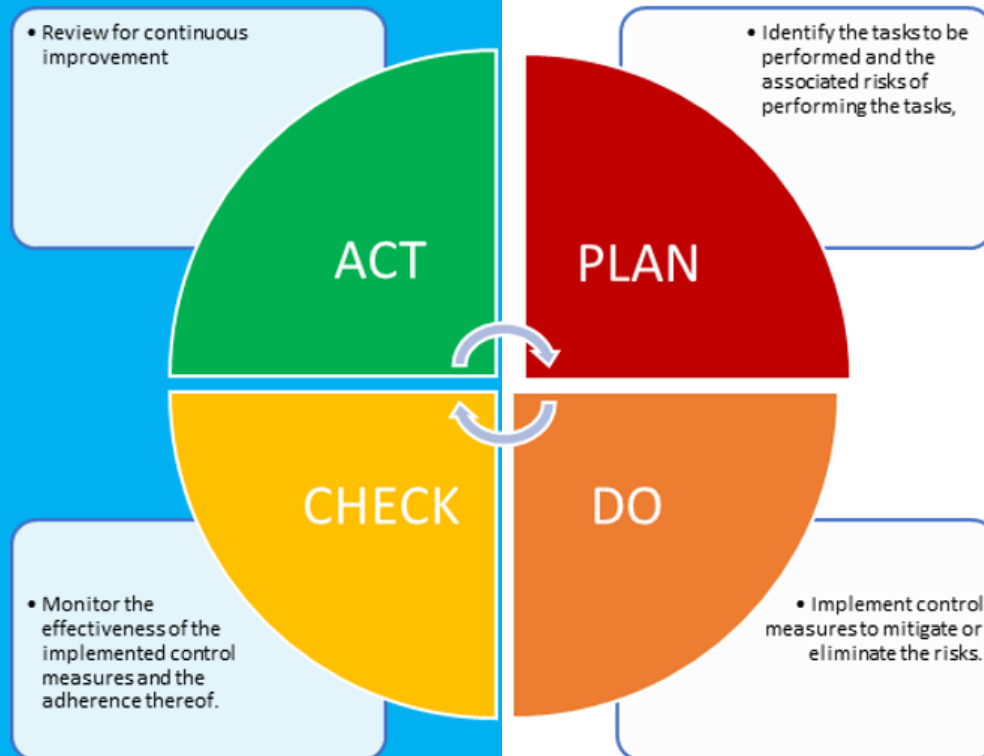 • Review for continuous
improvement
• Identify the tasks to be
performed and the
associated risks of
performing the tasks,
ACT
PLAN
CHECK
DO
• Monitor the
effectiveness of the
implemented control
measures and the
adherence thereof.
• Implement control
measures to mitigate or
eliminate the risks.